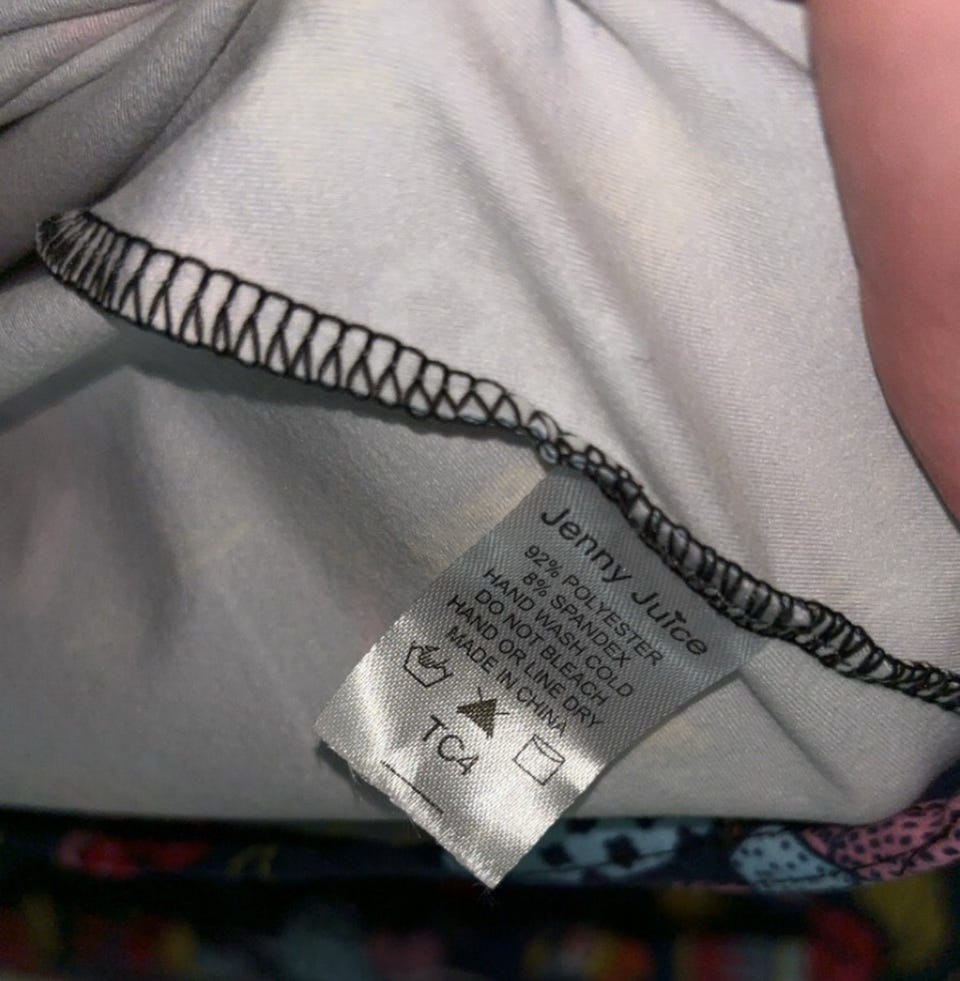 Jenny Juice
92% POLYESTER
8% SPANDEX
HAND WASH COLD
DO NOT BLEACH
HAND OR LINE DRY
MADE IN CHINA
TC4